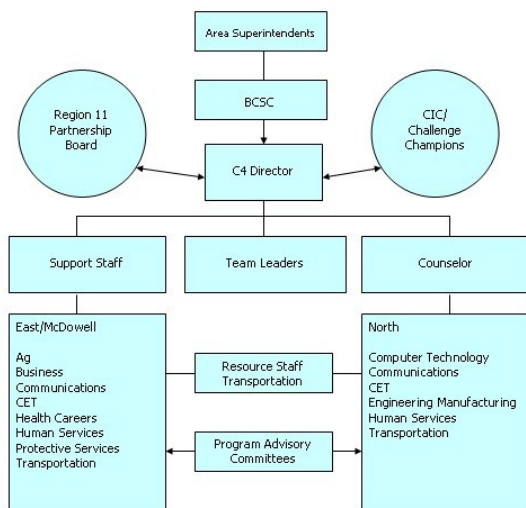 Area Superintendents
BCSC
Region 11
Partnership
Board
CIC/
Challenge
Champions
C4 Director
Support Staff
Team Leaders
Counselor
East/McDowell
Ag
Business
Communications
CET
Health Careers
Human Services
Protective Services
Transportation
Resource Staff
Transportation
Program Advisory
Committees
North
Computer Technology
Communications
CET
Engineering Manufacturing
Human Services
Transportation